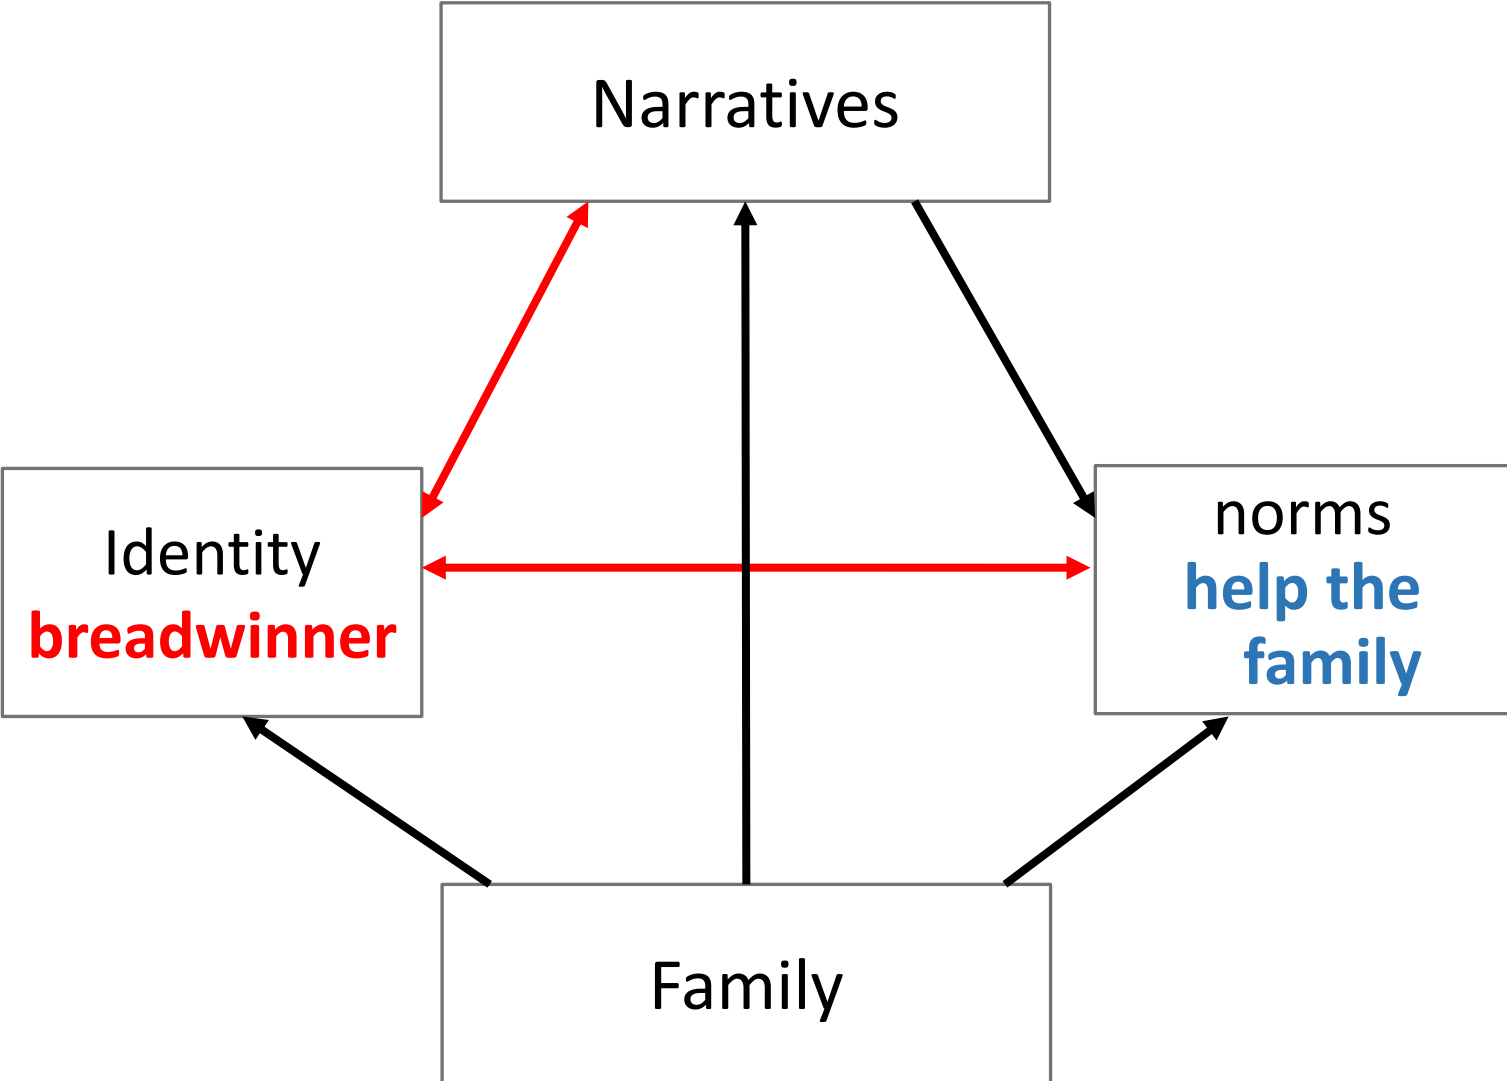 Narratives
Identity
breadwinner
norms
help the
family
Family